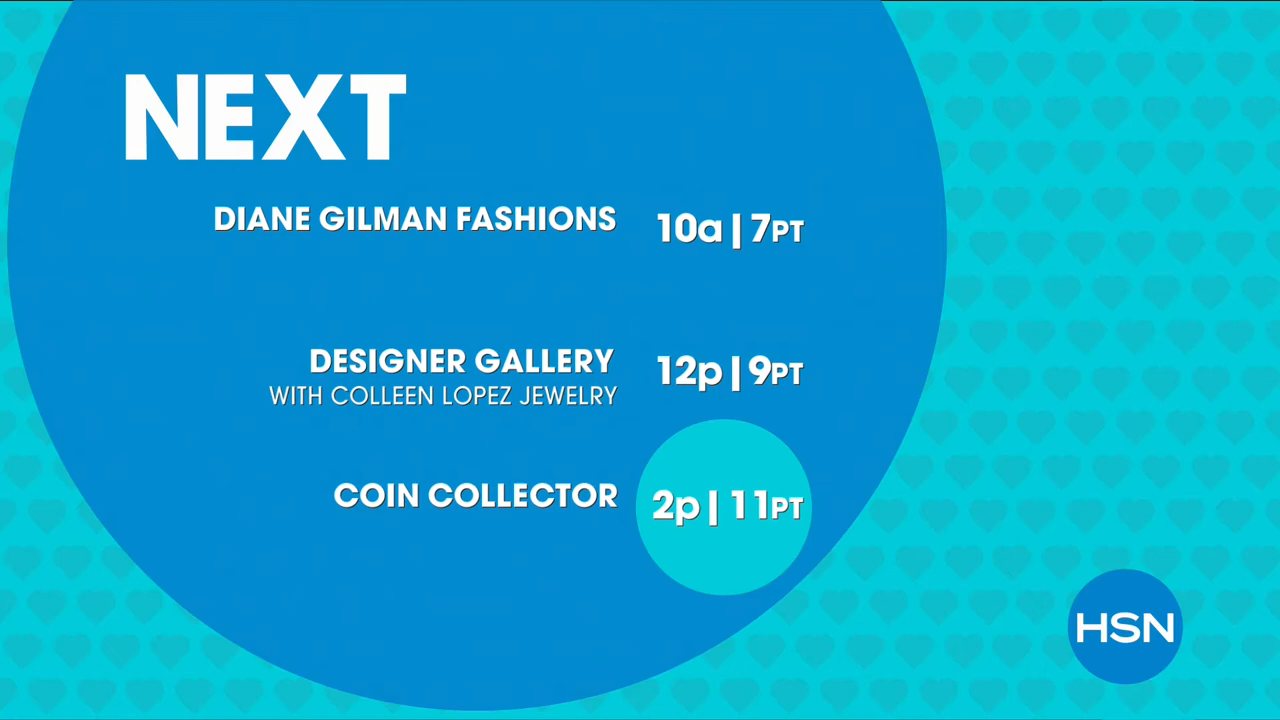 NEXT
DIANE GILMAN FASHIONS 10a | 7PT
DESIGNER GALLERY 12p | 9PT
WITH COLLEEN LOPEZ JEWELRY
COIN COLLECTOR 2p | 11PT
HSN